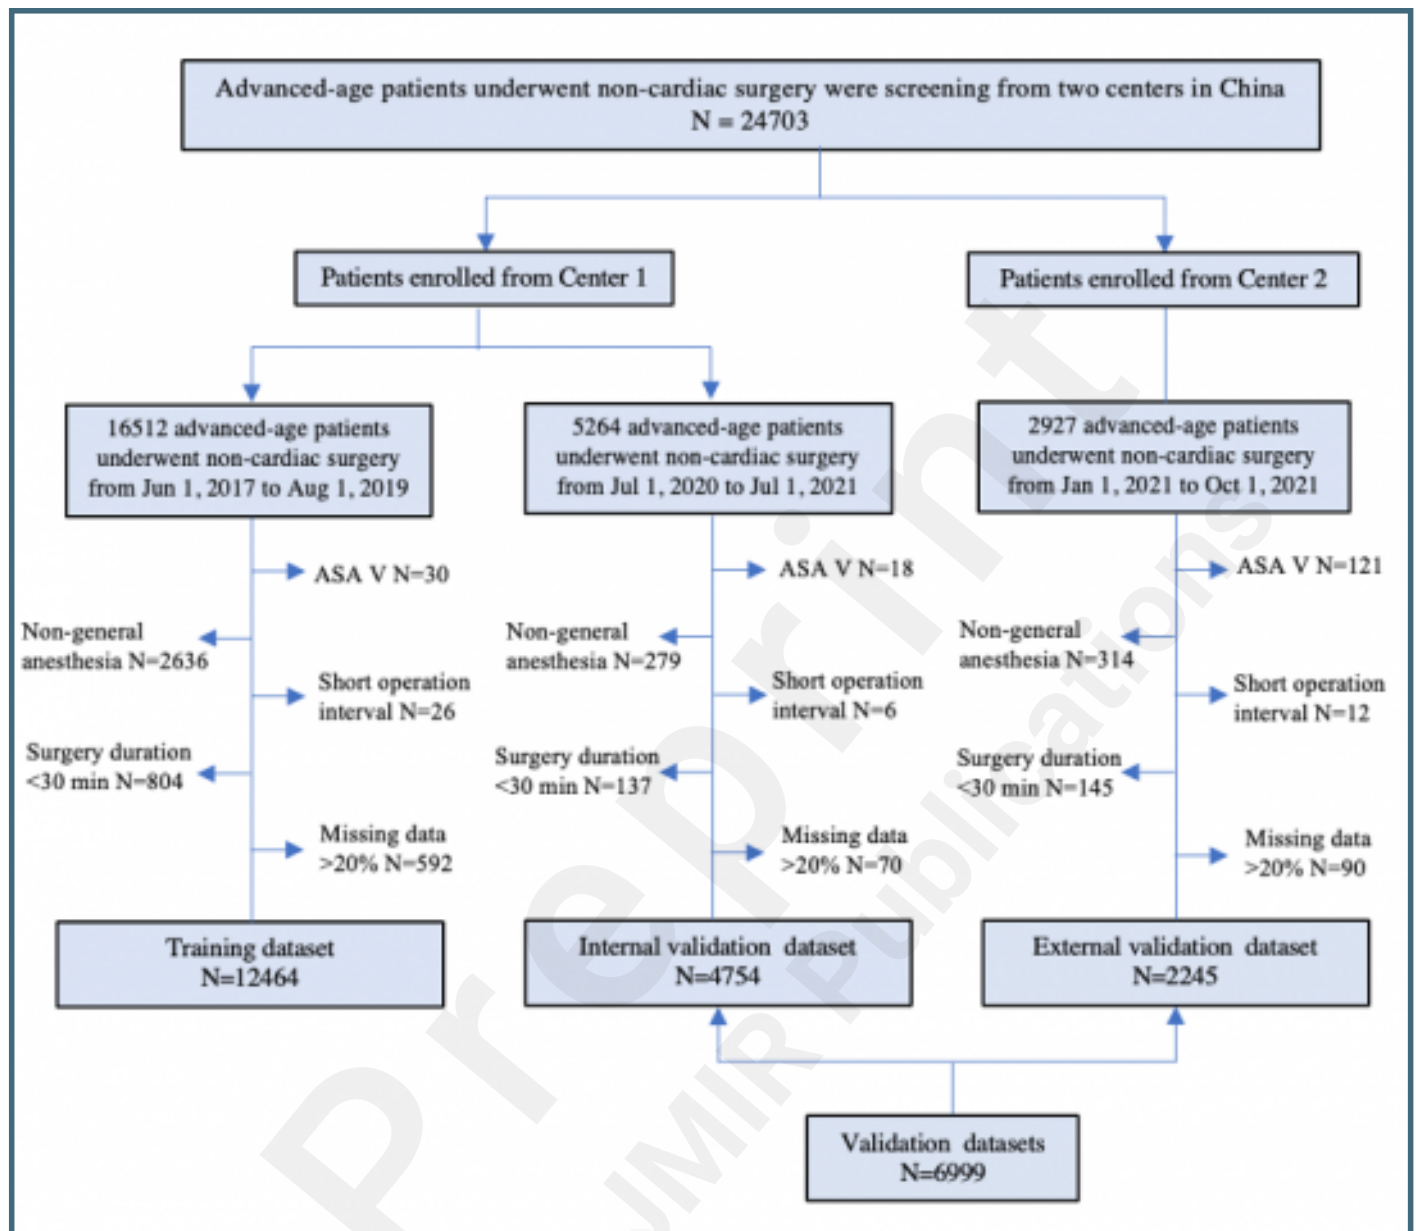 Advanced-age patients underwent non-cardiac surgery were screening from two centers in China
N = 24703
Patients enrolled from Center 1
Patients enrolled from Center 2
16512 advanced-age patients
underwent non-cardiac surgery
from Jun 1, 2017 to Aug 1, 2019
5264 advanced-age patients
underwent non-cardiac surgery
from Jul 1, 2020 to Jul 1, 2021
2927 advanced-age patients
underwent non-cardiac surgery
from Jan 1, 2021 to Oct 1, 2021
ASA V N=30
Non-general
anesthesia N=2636
Short operation
interval N=26
Surgery duration
<30 min N=804
Missing data
>20% N=592
ASA V N=18
Non-general
anesthesia N=279
Short operation
interval N=6
Surgery duration
<30 min N=137
Missing data
>20% N=70
ASA V N=121
Non-general
anesthesia N=314
Short operation
interval N=12
Surgery duration
<30 min N=145
Missing data
>20% N=90
Training dataset
N=12464
Internal validation dataset
N=4754
External validation dataset
N=2245
Validation datasets
N=6999
Preprint
JMIR Publications